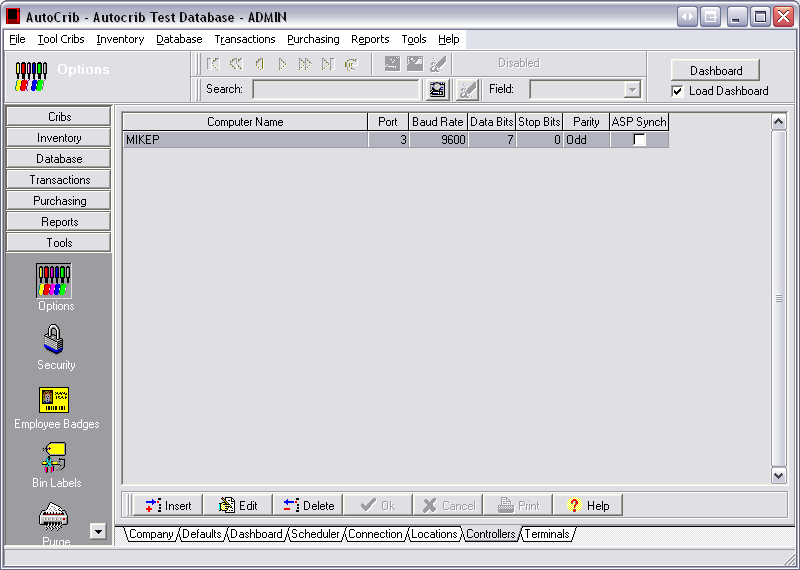 AutoCrib - Autocrib Test Database - ADMIN
File Tool Cribs Inventory Database Transactions Purchasing Reports Tools Help
Options
Disabled
Dashboard
Search: Field:
Load Dashboard
Cribs
Inventory
Database
Transactions
Purchasing
Reports
Tools
Options
Security
Employee Badges
Bin Labels
Purge
Computer Name Port Baud Rate Data Bits Stop Bits Parity ASP Synch
MIKEP 3 9600 7 0 Odd
Insert Edit Delete Ok Cancel Print Help
Company Defaults Dashboard Scheduler Connection Locations Controllers Terminals